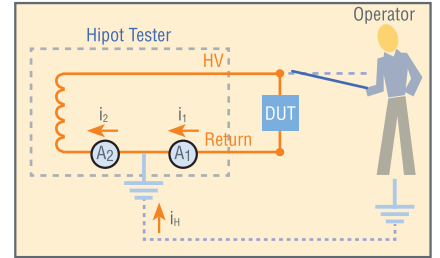 Operator
Hipot Tester
HV
i2
i1
DUT
A2
A1
Return
iH